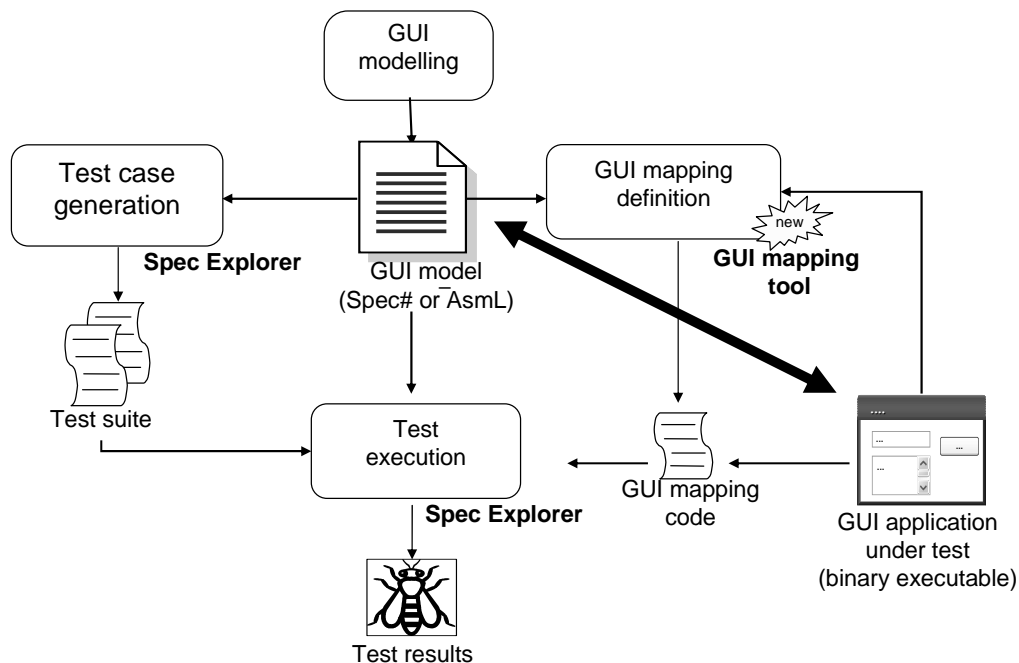 GUI
modelling
Test case
generation
GUI mapping
definition
new
Spec Explorer
GUI mapping
tool
GUI model
(Spec# or AsmL)
Test suite
Test
execution
Spec Explorer
GUI mapping
code
....
...
...
...
GUI application
under test
(binary executable)
Test results